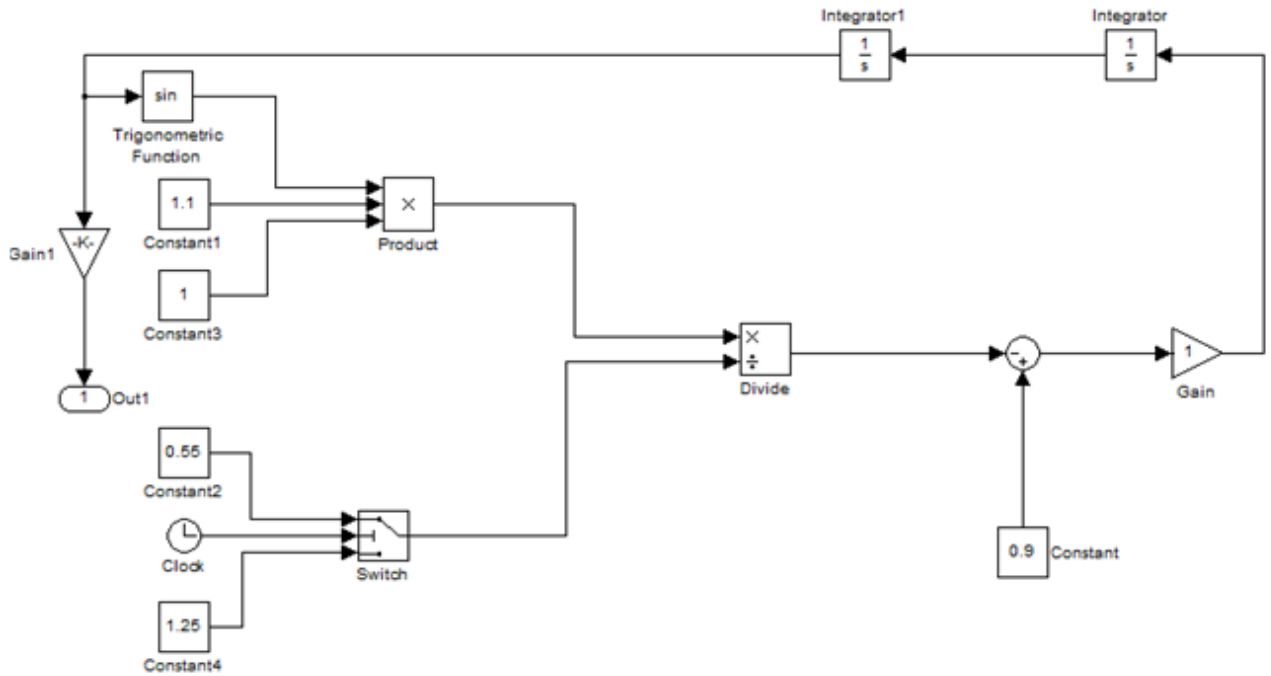 Integrator1
Integrator
1
s
1
s
sin
Trigonometric
Function
1.1
Constant1
×
Product
-K-
Gain1
1
Constant3
×
÷
Divide
-
+
1
Gain
1
Out1
0.55
Constant2
Clock
Switch
0.9
Constant
1.25
Constant4